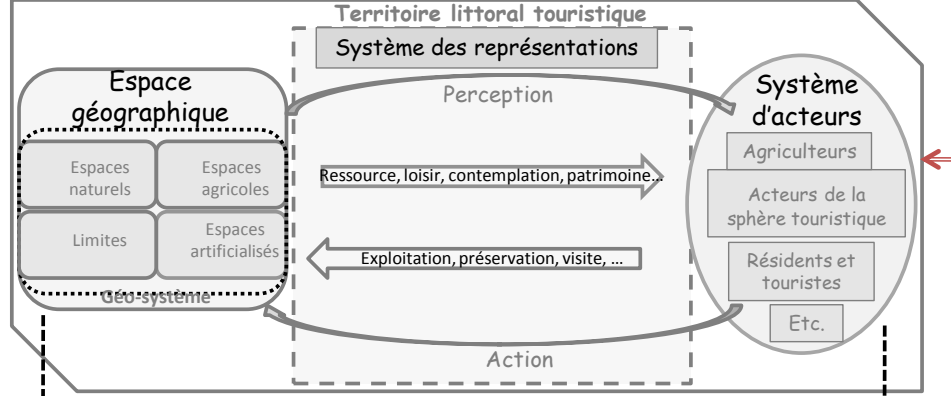 Territoire littoral touristique
Système des représentations
Espace
géographique
Espaces
naturels
Espaces
agricoles
Limites
Espaces
artificialisés
Géo-système
Perception
Ressource, loisir, contemplation, patrimoine...
Exploitation, préservation, visite, ...
Action
Système
d'acteurs
Agriculteurs
Acteurs de la
sphère touristique
Résidents et
touristes
Etc.